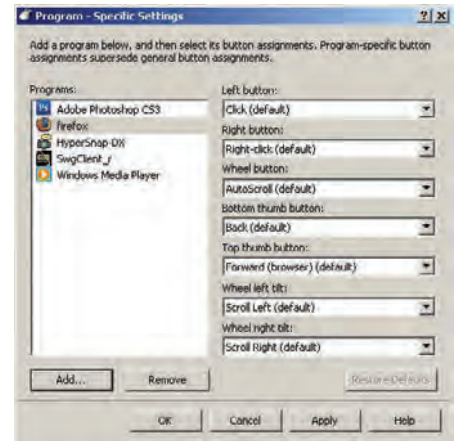 Program - Specific Settings
Add a program below, and then select its button assignments. Program-specific button
assignments supersede general button assignments.
Programs:
Adobe Photoshop CS3
firefox
HyperSnap-DX
SwgClient_r
Windows Media Player
Left button:
Click (default)
Right button:
Right-click (default)
Wheel button:
AutoScroll (default)
Bottom thumb button:
Back (default)
Top thumb button:
Forward (browser) (default)
Wheel left tilt:
Scroll Left (default)
Wheel right tilt:
Scroll Right (default)
Add...
Remove
Restore Defaults
OK
Cancel
Apply
Help